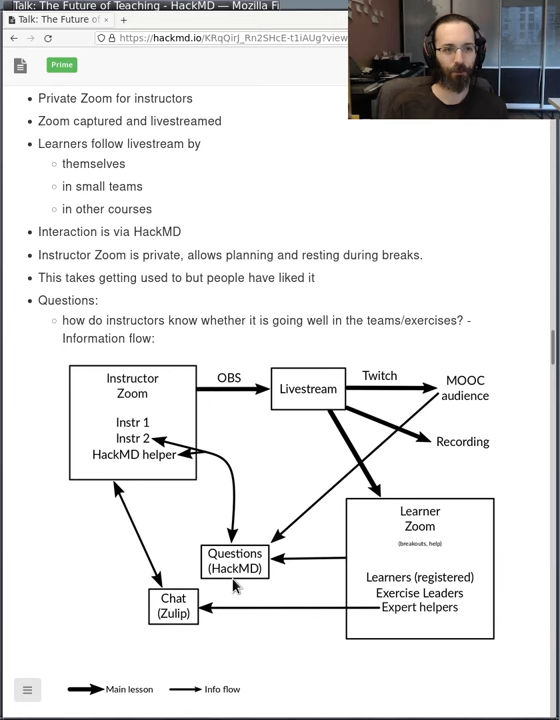 Talk: The Future of Teaching - HackMD — Mozilla Fi
Talk: The Future of
https://hackmd.io/KRqQirJ_Rn2SHcE-t1iAUg?view
Prime
Private Zoom for instructors
Zoom captured and livestreamed
Learners follow livestream by
themselves
in small teams
in other courses
Interaction is via HackMD
Instructor Zoom is private, allows planning and resting during breaks.
This takes getting used to but people have liked it
Questions:
how do instructors know whether it is going well in the teams/exercises? -
Information flow:
Instructor
Zoom
Instr 1
Instr 2
HackMD helper
OBS
Livestream
Twitch
MOOC
audience
Recording
Learner
Zoom
(breakouts, help)
Learners (registered)
Exercise Leaders
Expert helpers
Questions
(HackMD)
Chat
(Zulip)
Main lesson
Info flow